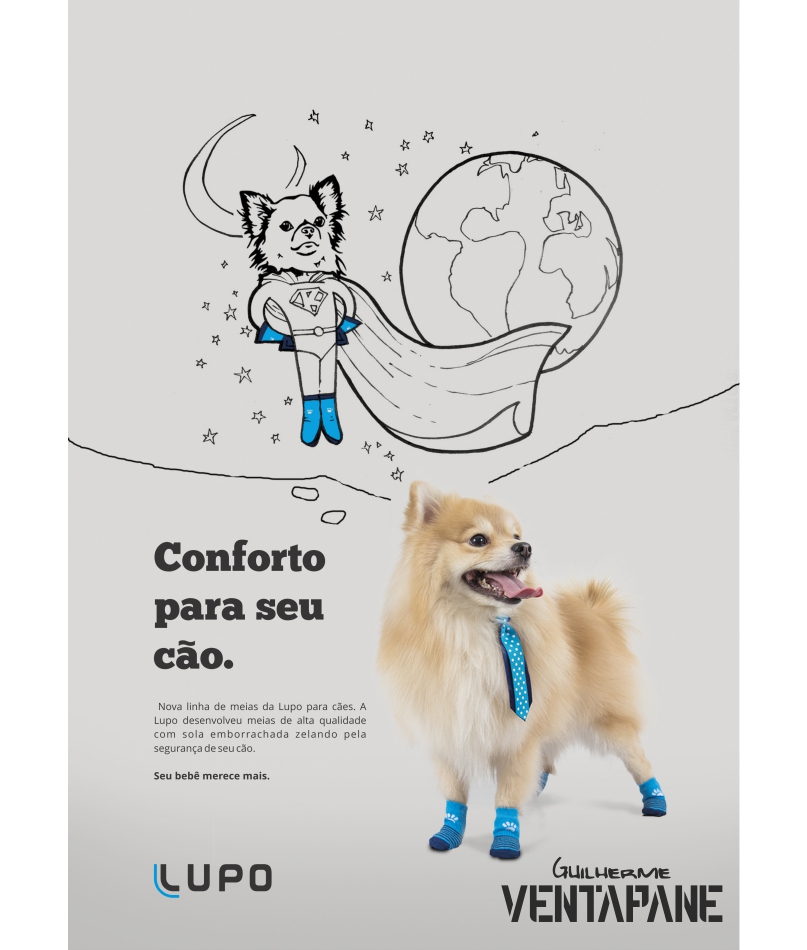 Conforto
para seu
cão.
Nova linha de meias da Lupo para cães. A
Lupo desenvolveu meias de alta qualidade
com sola emborrachada zelando pela
segurança de seu cão.
Seu bebê merece mais.
LUPO
GUILHERME
VENTAPANE